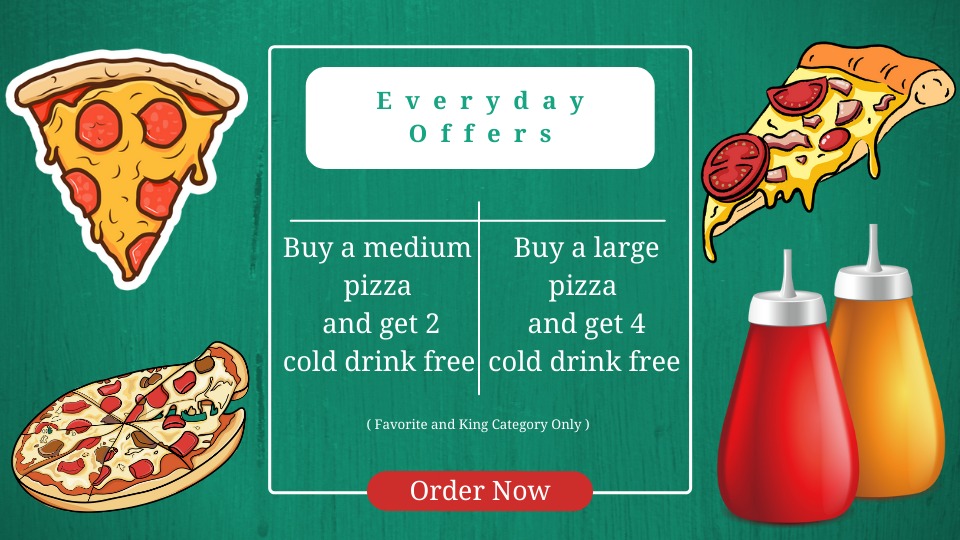 Everyday
Offers
Buy a medium
pizza
and get 2
cold drink free
Buy a large
pizza
and get 4
cold drink free
( Favorite and King Category Only )
Order Now